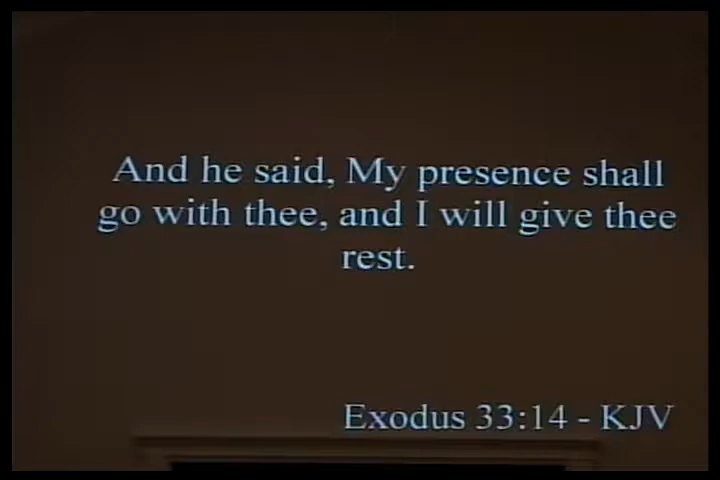 And he said, My presence shall
go with thee, and I will give thee
rest.
Exodus 33:14 - KJV